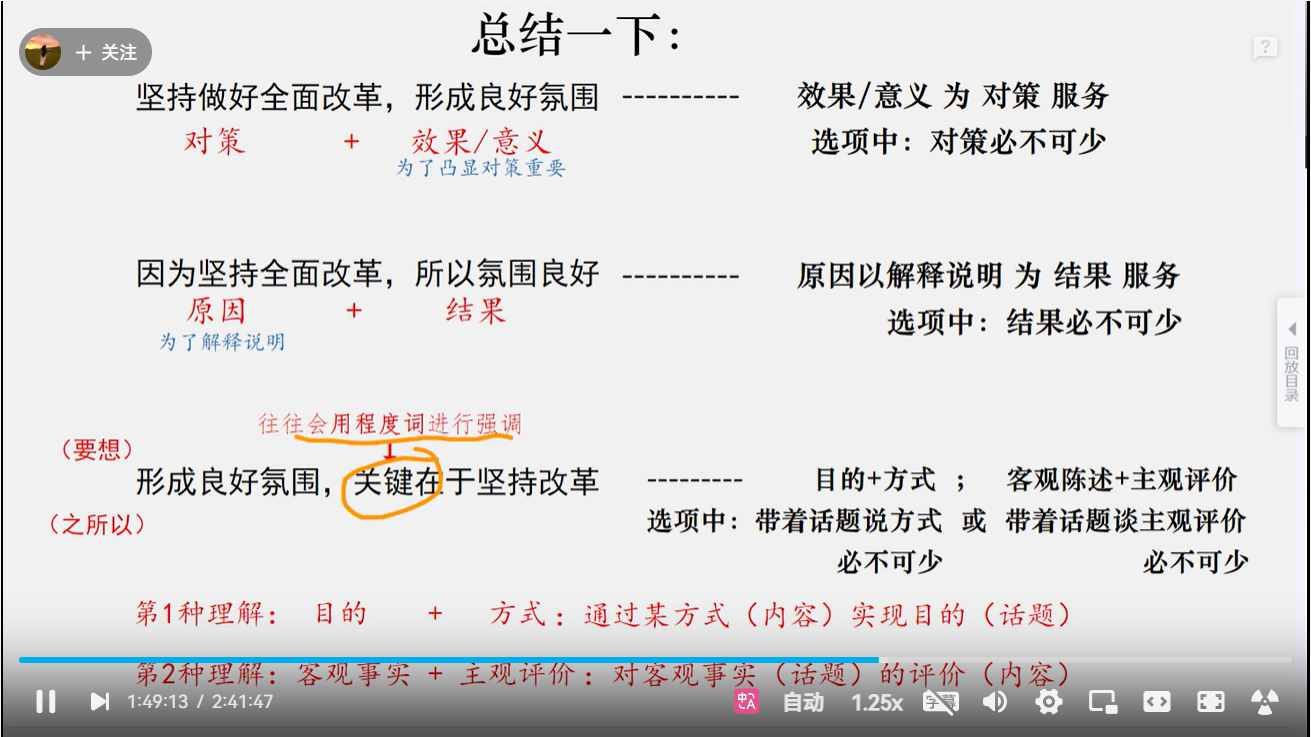 总结一下：
+ 关注
坚持做好全面改革，形成良好氛围 ---------- 效果/意义 为 对策 服务
对策 + 效果/意义 选项中：对策必不可少
为了凸显对策重要
因为坚持全面改革，所以氛围良好 ---------- 原因以解释说明 为 结果 服务
原因 + 结果 选项中：结果必不可少
为了解释说明
回放目录
往往会用程度词进行强调
（要想）
形成良好氛围，关键在于坚持改革 --------- 目的+方式 ； 客观陈述+主观评价
（之所以） 选项中：带着话题说方式 或 带着话题谈主观评价
必不可少 必不可少
第1种理解： 目的 + 方式：通过某方式（内容）实现目的（话题）
第2种理解：客观事实 + 主观评价：对客观事实（话题）的评价（内容）
1:49:13 / 2:41:47 中A 自动 1.25x 字幕